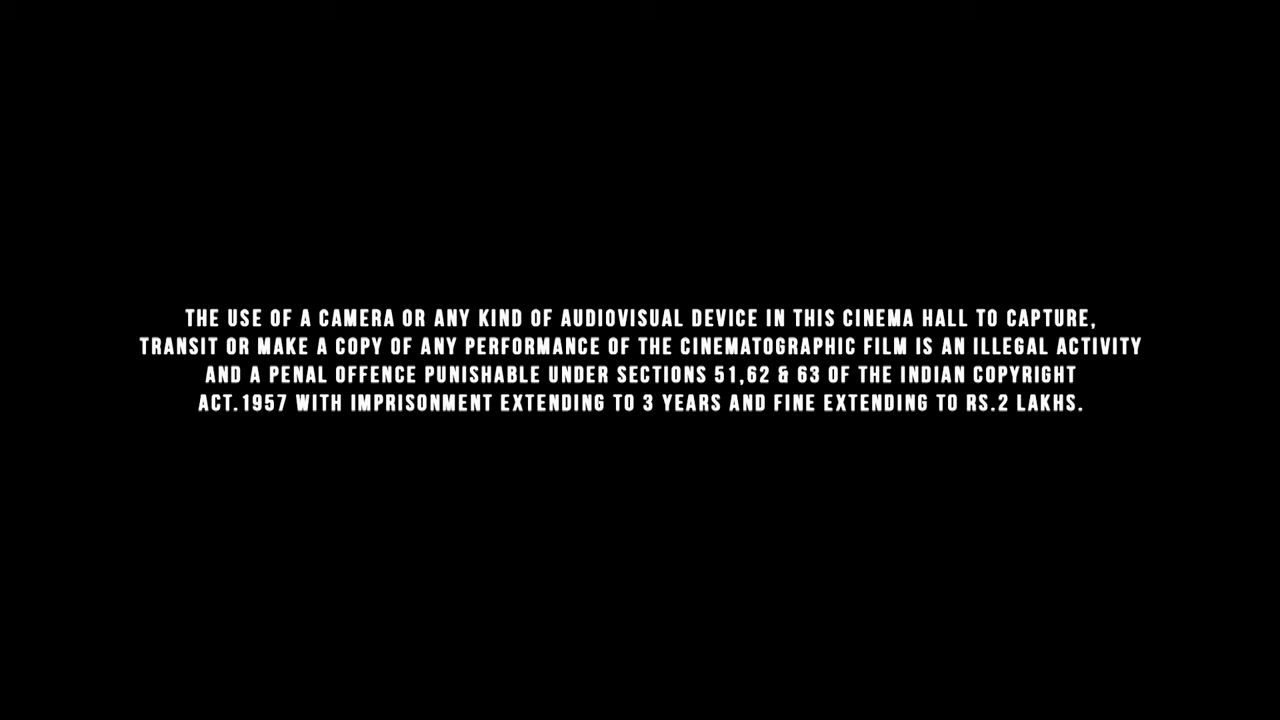 THE USE OF A CAMERA OR ANY KIND OF AUDIOVISUAL DEVICE IN THIS CINEMA HALL TO CAPTURE,
TRANSIT OR MAKE A COPY OF ANY PERFORMANCE OF THE CINEMATOGRAPHIC FILM IS AN ILLEGAL ACTIVITY
AND A PENAL OFFENCE PUNISHABLE UNDER SECTIONS 51,62 & 63 OF THE INDIAN COPYRIGHT
ACT.1957 WITH IMPRISONMENT EXTENDING TO 3 YEARS AND FINE EXTENDING TO RS.2 LAKHS.